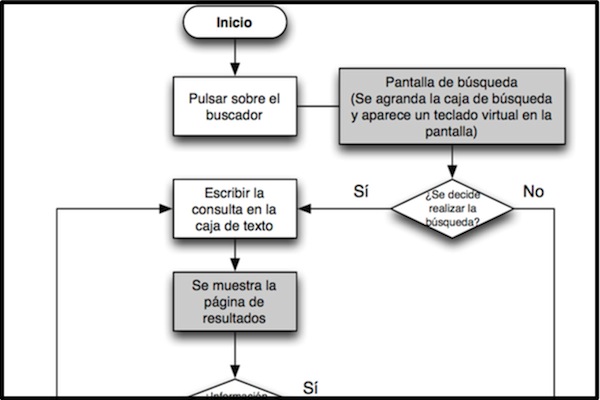 Inicio
Pulsar sobre el
buscador
Pantalla de búsqueda
(Se agranda la caja de búsqueda
y aparece un teclado virtual en la
pantalla)
¿Se decide
realizar la
búsqueda?
Sí
No
Escribir la
consulta en la
caja de texto
Se muestra la
página de
resultados
¿Información
Sí